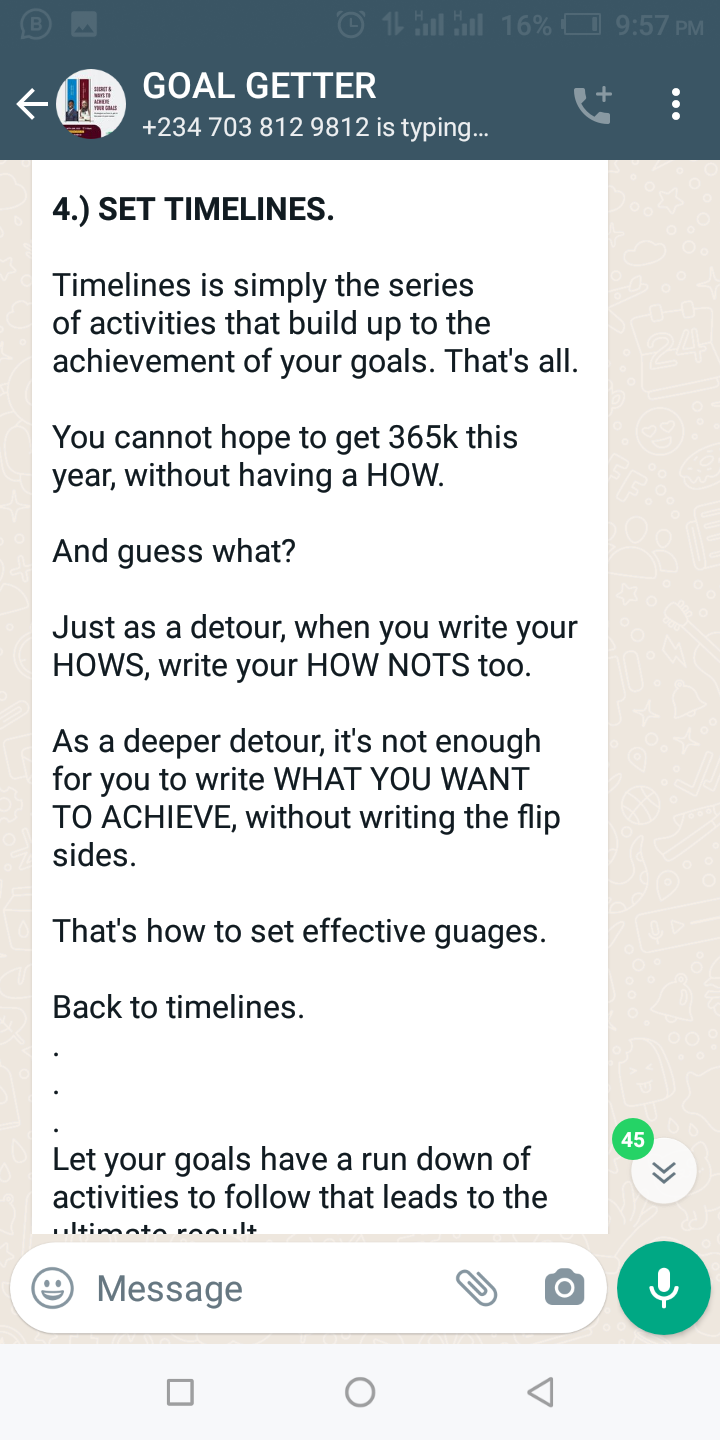 16% 9:57 PM
GOAL GETTER
+234 703 812 9812 is typing...
4.) SET TIMELINES.
Timelines is simply the series
of activities that build up to the
achievement of your goals. That's all.
You cannot hope to get 365k this
year, without having a HOW.
And guess what?
Just as a detour, when you write your
HOWS, write your HOW NOTS too.
As a deeper detour, it's not enough
for you to write WHAT YOU WANT
TO ACHIEVE, without writing the flip
sides.
That's how to set effective guages.
Back to timelines.
.
.
.
45
Let your goals have a run down of
activities to follow that leads to the
ultimate result
Message